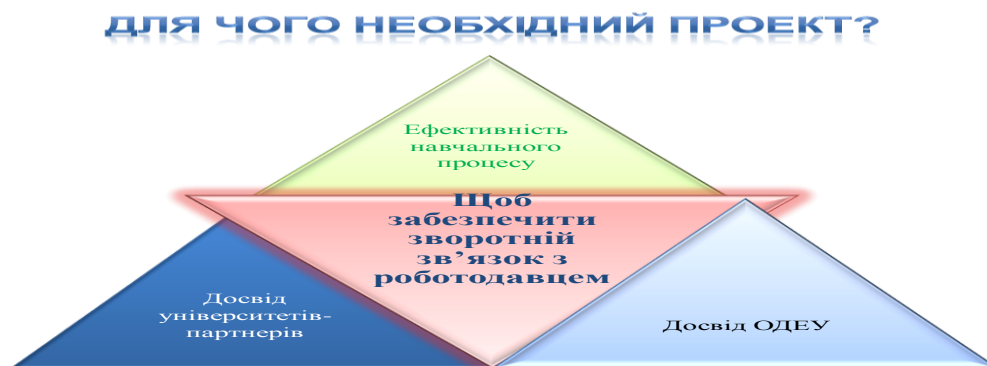 ДЛЯ ЧОГО НЕОБХІДНИЙ ПРОЕКТ?
Ефективність
навчального
процесу
Щоб
забезпечити
зворотній
зв’язок з
роботодавцем
Досвід
університетів-
партнерів
Досвід ОДЕУ